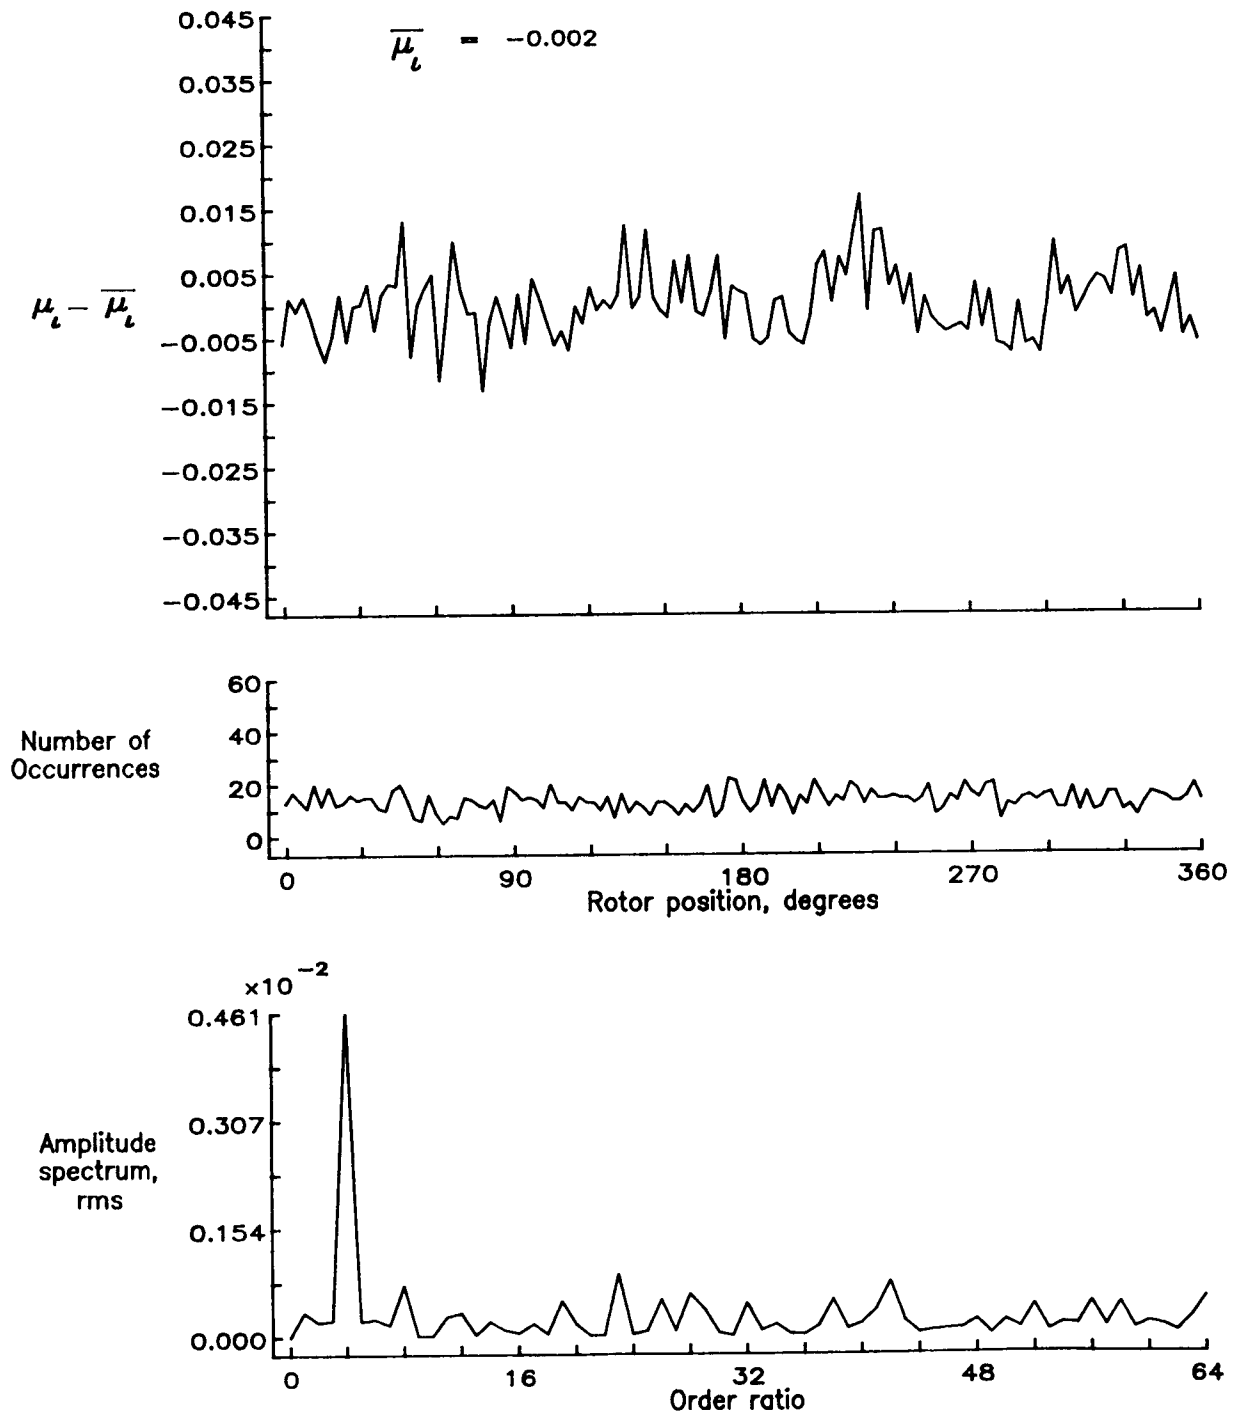 0.045
0.035
0.025
0.015
0.005
−0.005
−0.015
−0.025
−0.035
−0.045
μ̅ι = −0.002
μι − μ̅ι
60
40
20
0
Number of
Occurrences
0 90 180 270 360
Rotor position, degrees
×10⁻²
0.461
0.307
0.154
0.000
Amplitude
spectrum,
rms
0 16 32 48 64
Order ratio